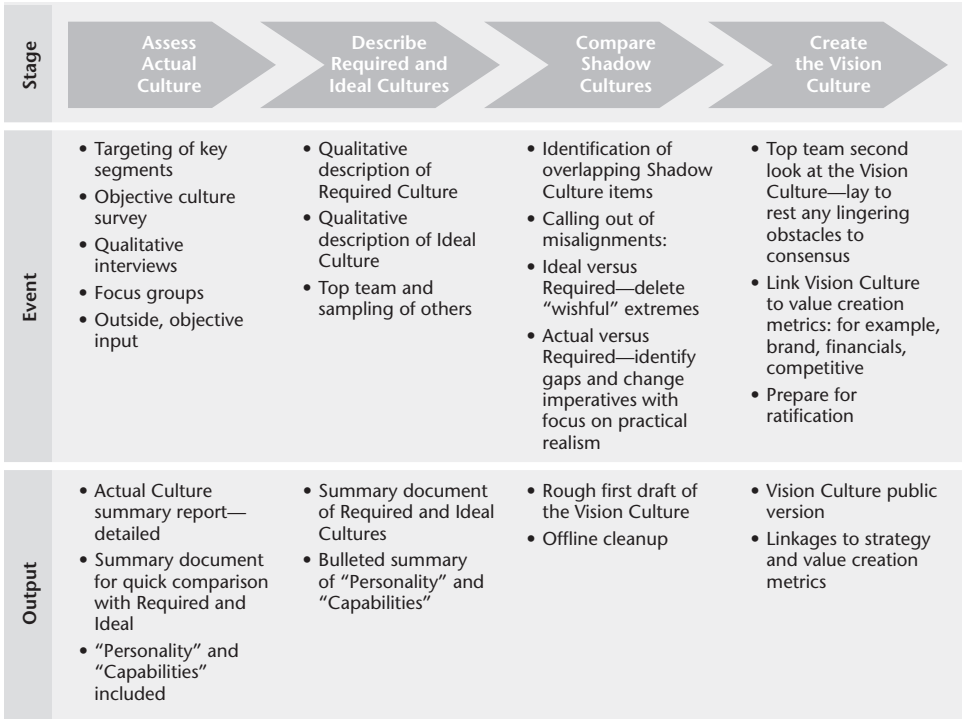 Stage
Assess
Actual
Culture
Describe
Required and
Ideal Cultures
Compare
Shadow
Cultures
Create
the Vision
Culture
Event
• Targeting of key
segments
• Objective culture
survey
• Qualitative
interviews
• Focus groups
• Outside, objective
input
• Qualitative
description of
Required Culture
• Qualitative
description of Ideal
Culture
• Top team and
sampling of others
• Identification of
overlapping Shadow
Culture items
• Calling out of
misalignments:
• Ideal versus
Required—delete
“wishful” extremes
• Actual versus
Required—identify
gaps and change
imperatives with
focus on practical
realism
• Top team second
look at the Vision
Culture—lay to
rest any lingering
obstacles to
consensus
• Link Vision Culture
to value creation
metrics: for example,
brand, financials,
competitive
• Prepare for
ratification
Output
• Actual Culture
summary report—
detailed
• Summary document
for quick comparison
with Required and
Ideal
• “Personality” and
“Capabilities”
included
• Summary document
of Required and Ideal
Cultures
• Bulleted summary
of “Personality” and
“Capabilities”
• Rough first draft of
the Vision Culture
• Offline cleanup
• Vision Culture public
version
• Linkages to strategy
and value creation
metrics